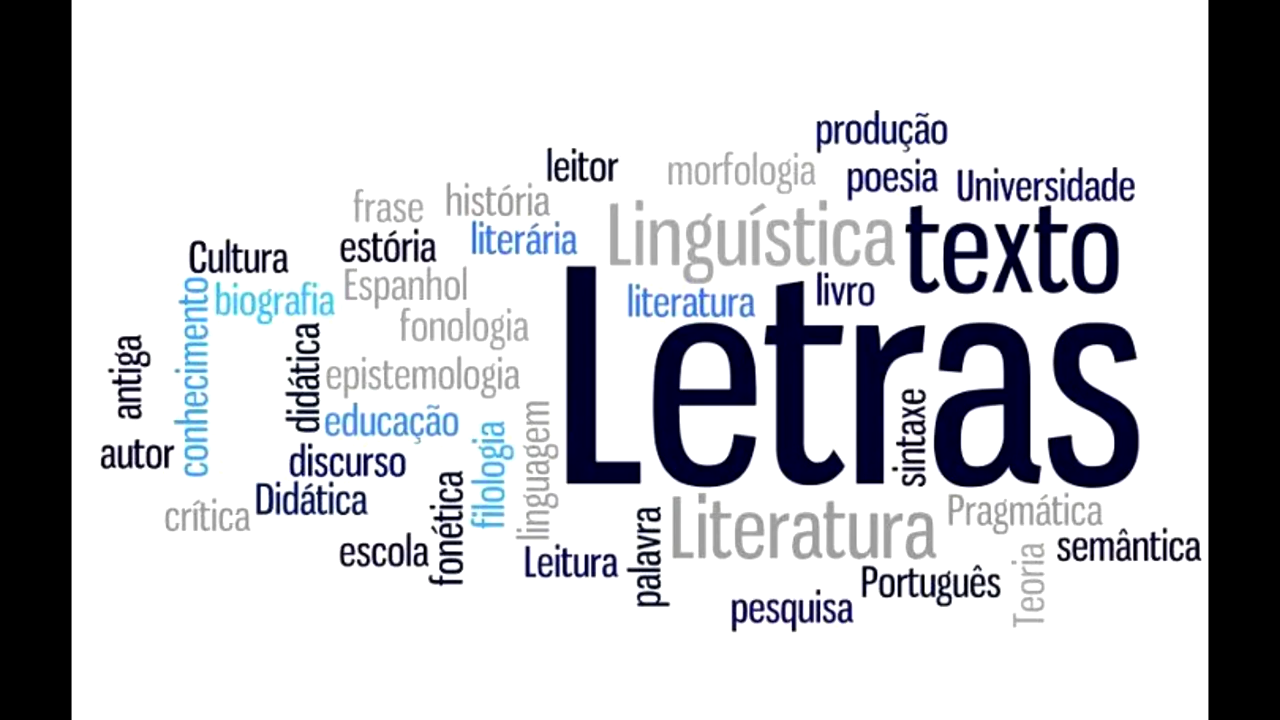 produção
leitor
morfologia
poesia
Universidade
frase
história
Linguística
texto
Cultura
estória
literária
Espanhol
biografia
conhecimento
literatura
livro
Letras
fonologia
antiga
didática
epistemologia
educação
autor
discurso
filologia
linguagem
sintaxe
crítica
Didática
fonética
escola
Leitura
palavra
Literatura
Pragmática
semântica
Português
Teoria
pesquisa